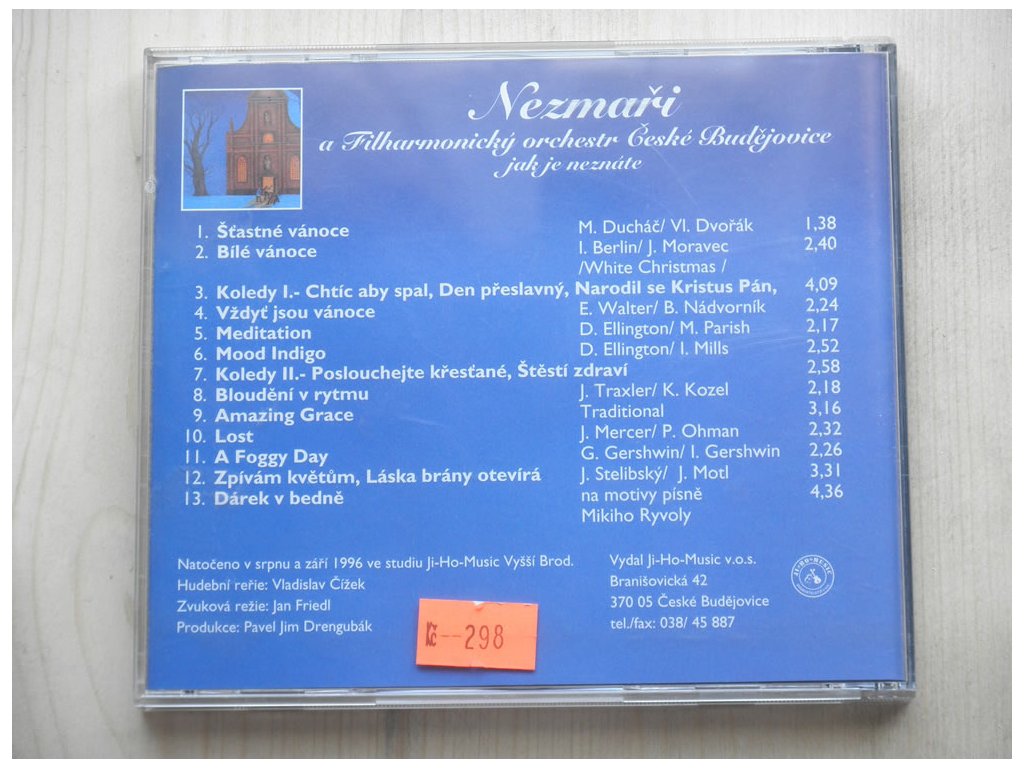 Nezmaři
a Filharmonický orchestr České Budějovice
jak je neznáte
1. Šťastné vánoce M. Ducháč/ Vl. Dvořák 1,38
2. Bílé vánoce I. Berlin/ J. Moravec 2,40
/White Christmas /
3. Koledy I.- Chtíc aby spal, Den přeslavný, Narodil se Kristus Pán, 4,09
4. Vždyť jsou vánoce E. Walter/ B. Nádvorník 2,24
5. Meditation D. Ellington/ M. Parish 2,17
6. Mood Indigo D. Ellington/ I. Mills 2,52
7. Koledy II.- Poslouchejte křesťané, Štěstí zdraví 2,58
8. Bloudění v rytmu J. Traxler/ K. Kozel 2,18
9. Amazing Grace Traditional 3,16
10. Lost J. Mercer/ P. Ohman 2,32
11. A Foggy Day G. Gershwin/ I. Gershwin 2,26
12. Zpívám květům, Láska brány otevírá J. Stelibský/ J. Motl 3,31
13. Dárek v bedně na motivy písně 4,36
Mikiho Ryvoly
Natočeno v srpnu a září 1996 ve studiu Ji-Ho-Music Vyšší Brod.
Hudební reřie: Vladislav Čížek
Zvuková režie: Jan Friedl
Produkce: Pavel Jim Drengubák
Vydal Ji-Ho-Music v.o.s.
Branišovická 42
370 05 České Budějovice
tel./fax: 038/ 45 887
JI-HO-MUSIC
Kč --298